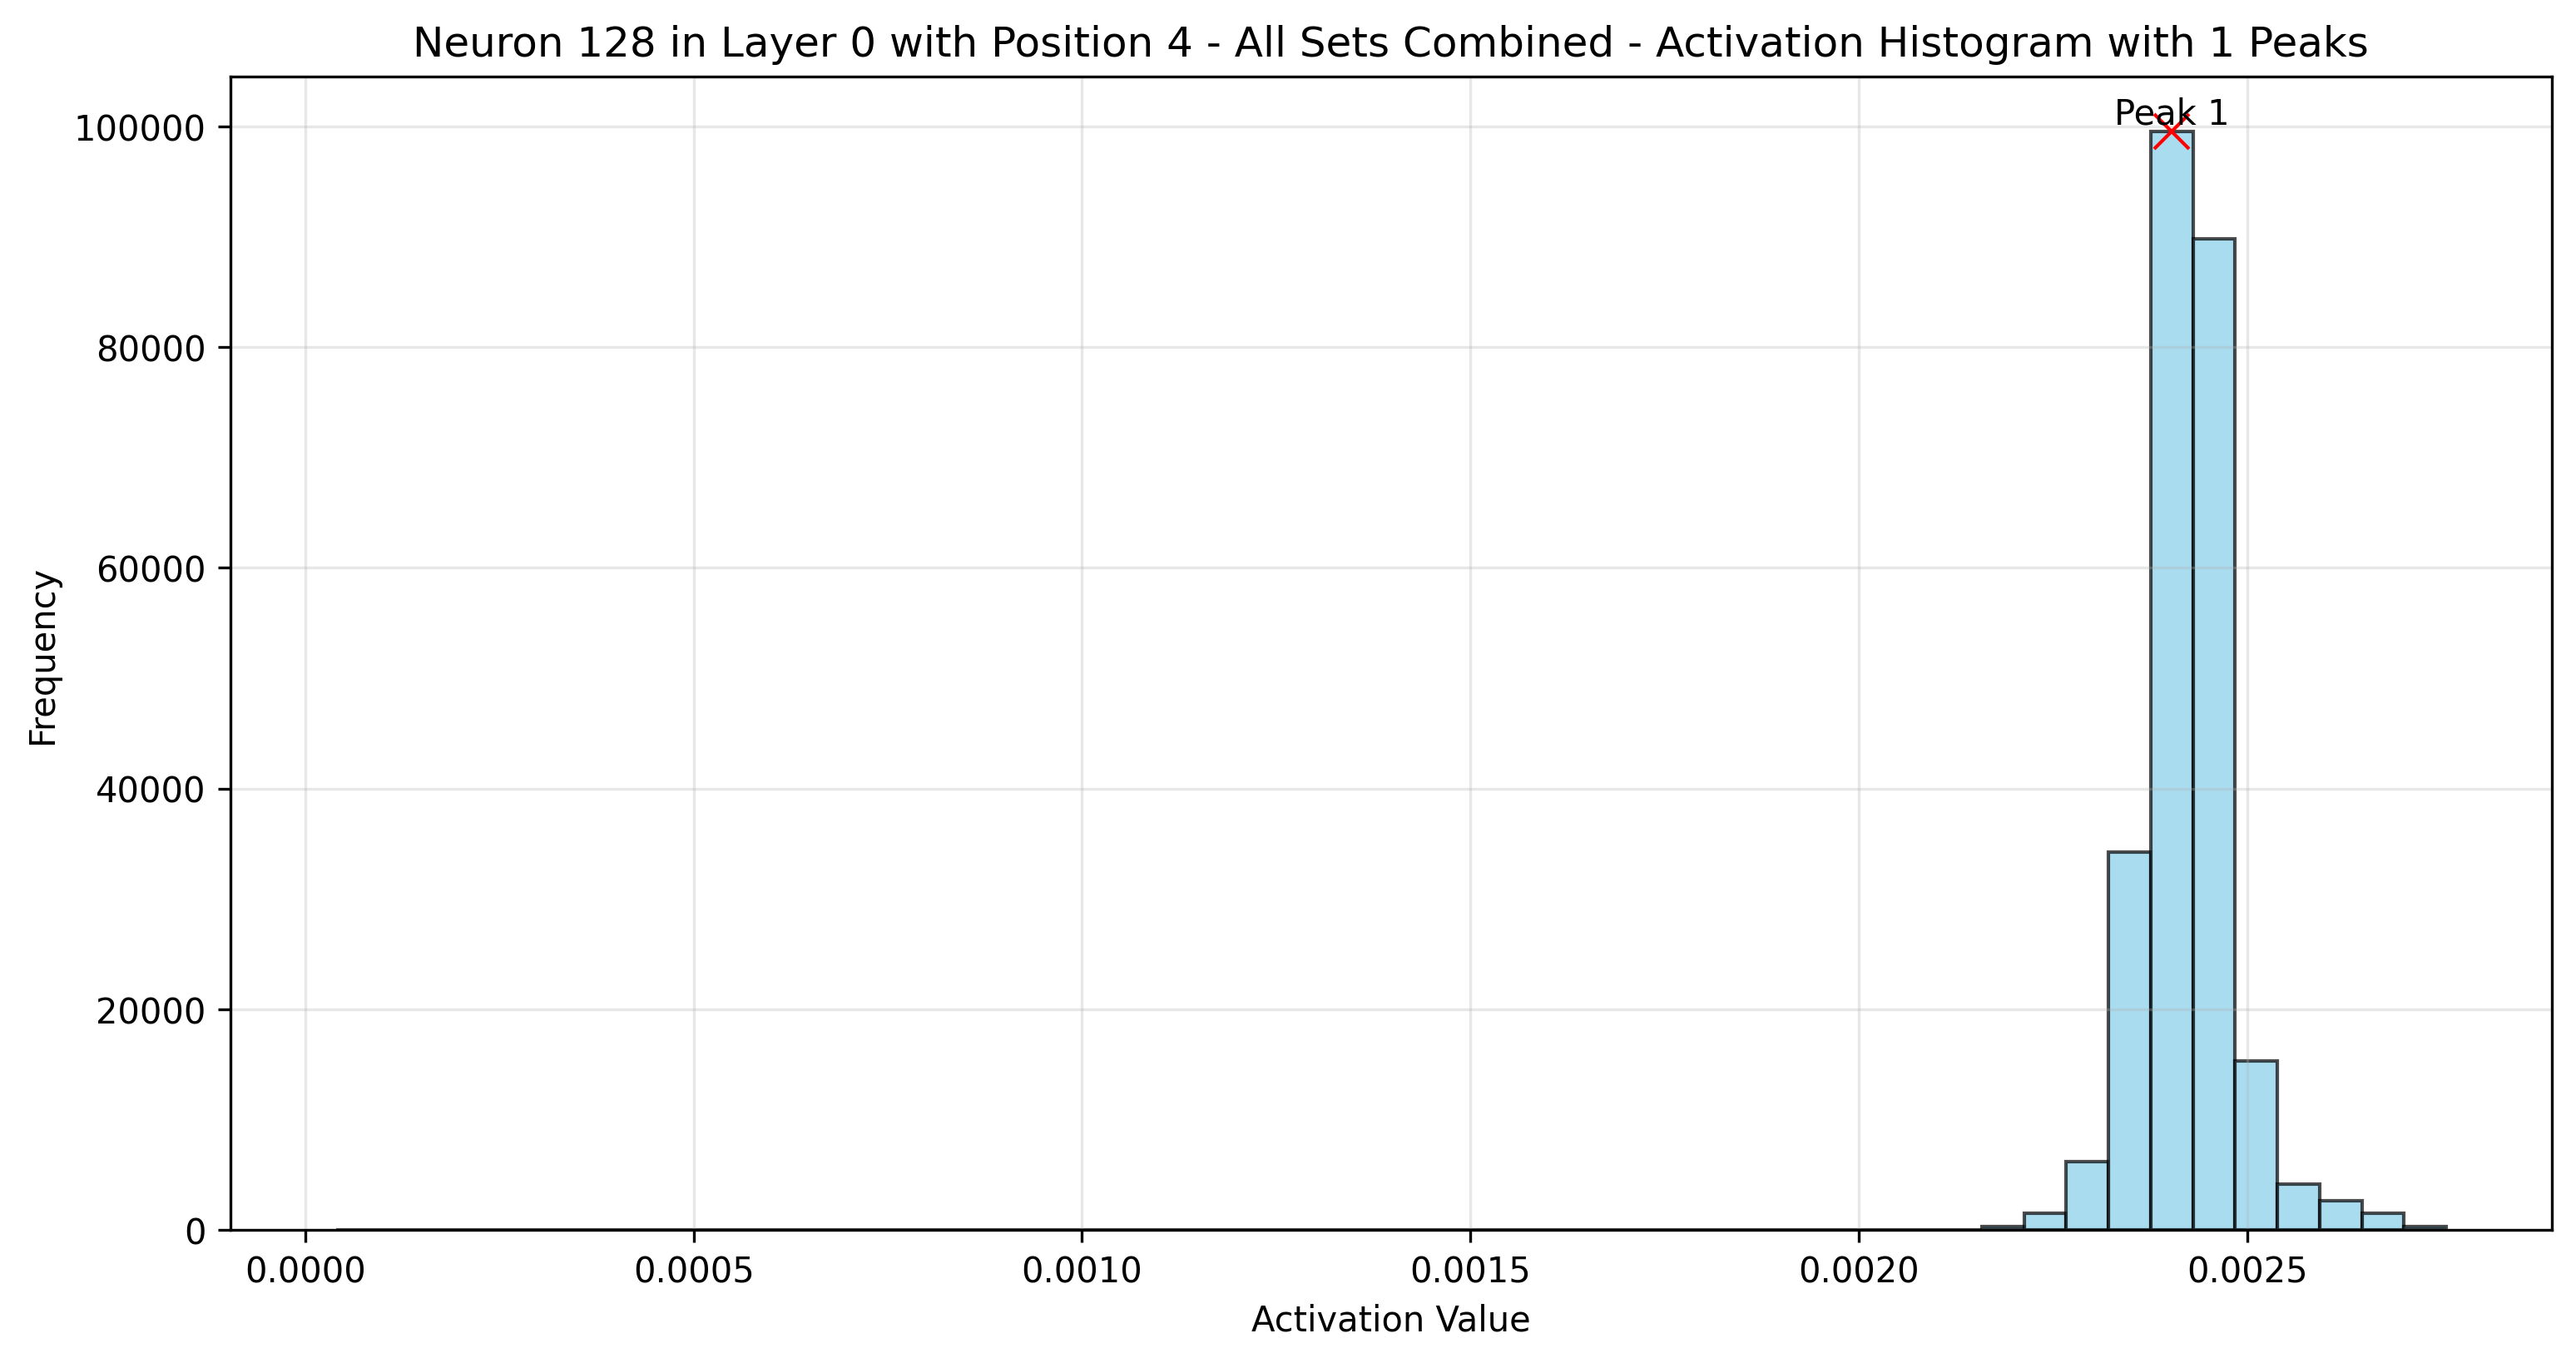 Neuron 128 in Layer 0 with Position 4 - All Sets Combined - Activation Histogram with 1 Peaks
Peak 1
100000
80000
60000
40000
20000
0
Frequency
0.0000 0.0005 0.0010 0.0015 0.0020 0.0025
Activation Value